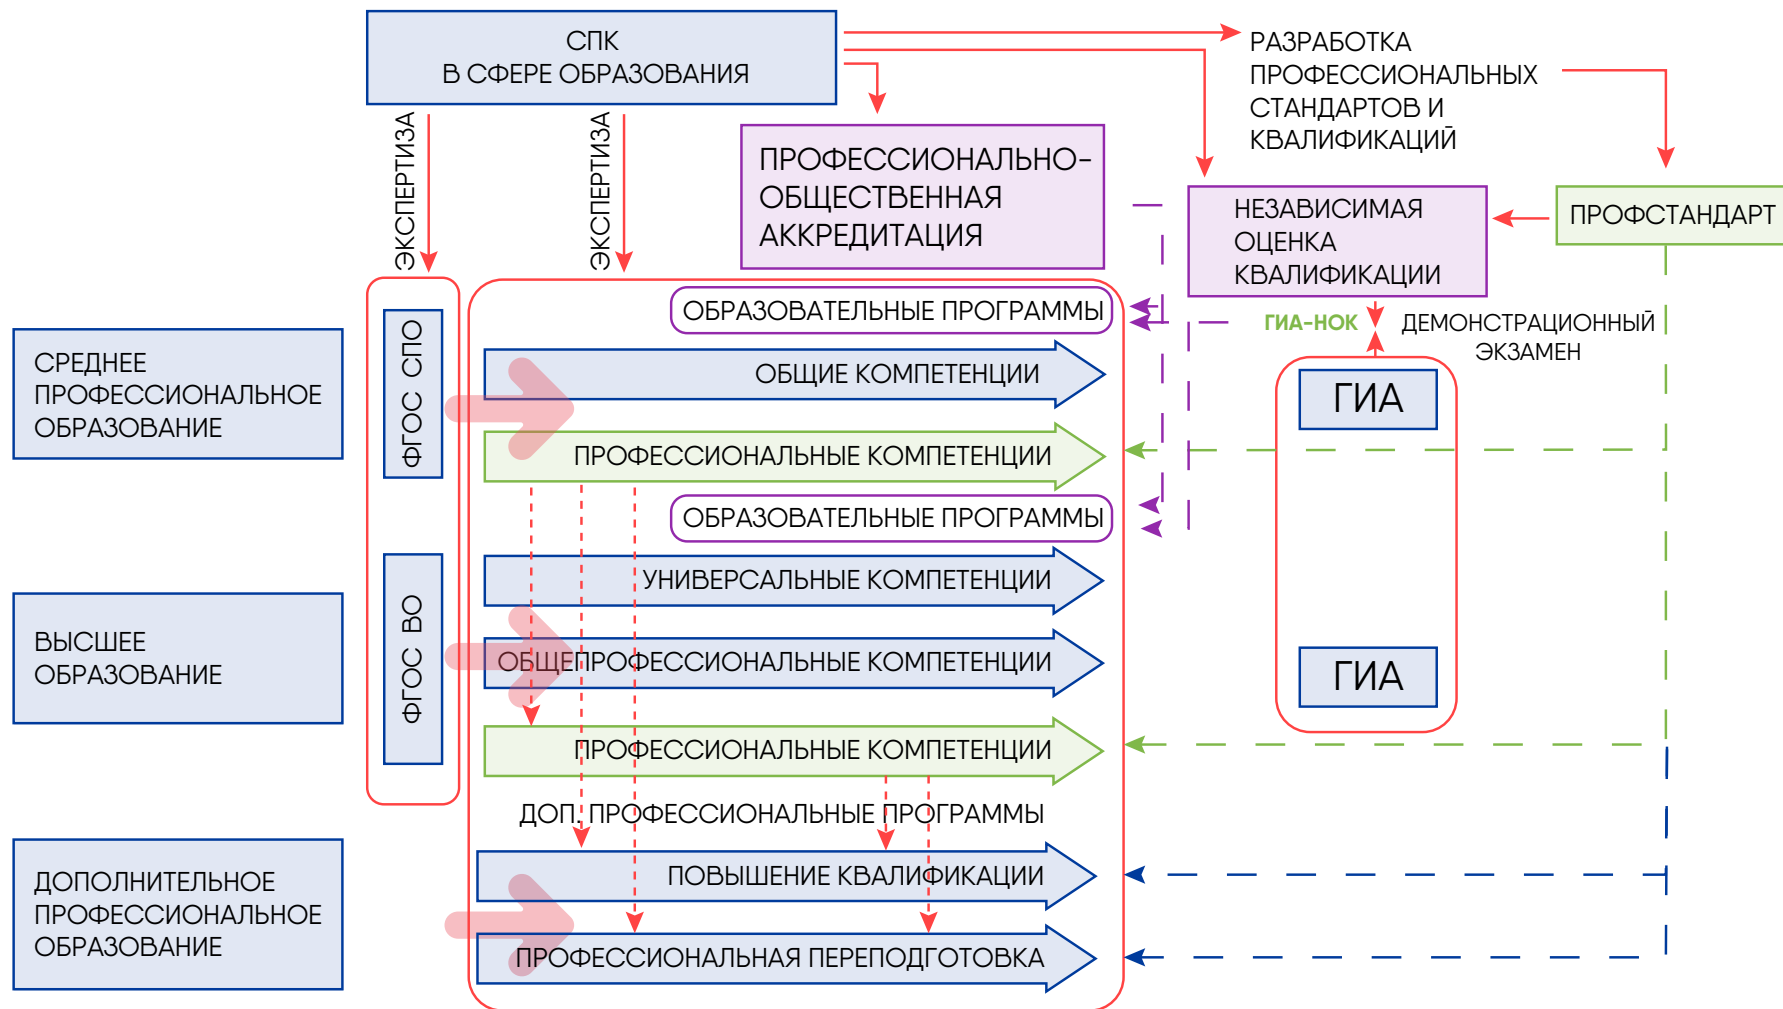 СПК
В СФЕРЕ ОБРАЗОВАНИЯ
РАЗРАБОТКА
ПРОФЕССИОНАЛЬНЫХ
СТАНДАРТОВ И
КВАЛИФИКАЦИЙ
ЭКСПЕРТИЗА
ЭКСПЕРТИЗА
ПРОФЕССИОНАЛЬНО-
ОБЩЕСТВЕННАЯ
АККРЕДИТАЦИЯ
НЕЗАВИСИМАЯ
ОЦЕНКА
КВАЛИФИКАЦИИ
ПРОФСТАНДАРТ
ГИА-НОК
ДЕМОНСТРАЦИОННЫЙ
ЭКЗАМЕН
ГИА
ГИА
СРЕДНЕЕ
ПРОФЕССИОНАЛЬНОЕ
ОБРАЗОВАНИЕ
ФГОС СПО
ОБРАЗОВАТЕЛЬНЫЕ ПРОГРАММЫ
ОБЩИЕ КОМПЕТЕНЦИИ
ПРОФЕССИОНАЛЬНЫЕ КОМПЕТЕНЦИИ
ВЫСШЕЕ
ОБРАЗОВАНИЕ
ФГОС ВО
ОБРАЗОВАТЕЛЬНЫЕ ПРОГРАММЫ
УНИВЕРСАЛЬНЫЕ КОМПЕТЕНЦИИ
ОБЩЕПРОФЕССИОНАЛЬНЫЕ КОМПЕТЕНЦИИ
ПРОФЕССИОНАЛЬНЫЕ КОМПЕТЕНЦИИ
ДОПОЛНИТЕЛЬНОЕ
ПРОФЕССИОНАЛЬНОЕ
ОБРАЗОВАНИЕ
ДОП. ПРОФЕССИОНАЛЬНЫЕ ПРОГРАММЫ
ПОВЫШЕНИЕ КВАЛИФИКАЦИИ
ПРОФЕССИОНАЛЬНАЯ ПЕРЕПОДГОТОВКА